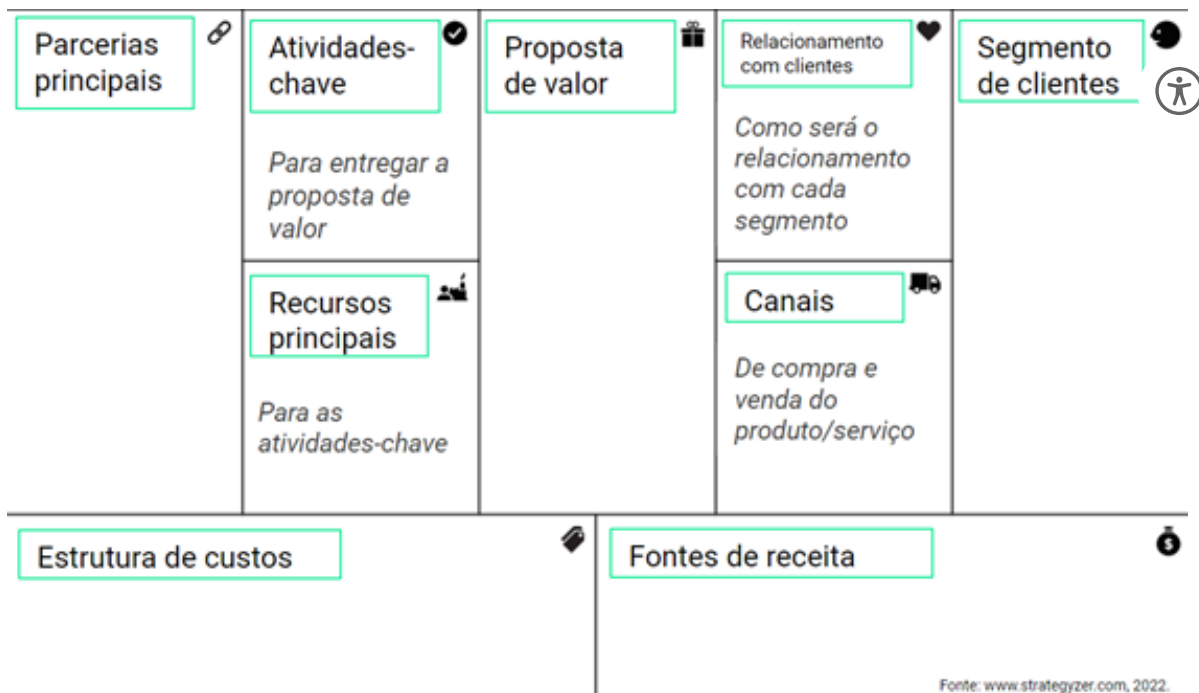 Parcerias
principais
Atividades-
chave
Para entregar a
proposta de
valor
Recursos
principais
Para as
atividades-chave
Proposta
de valor
Relacionamento
com clientes
Como será o
relacionamento
com cada
segmento
Canais
De compra e
venda do
produto/serviço
Segmento
de clientes
Estrutura de custos
Fontes de receita
$
Fonte: www.strategyzer.com, 2022.